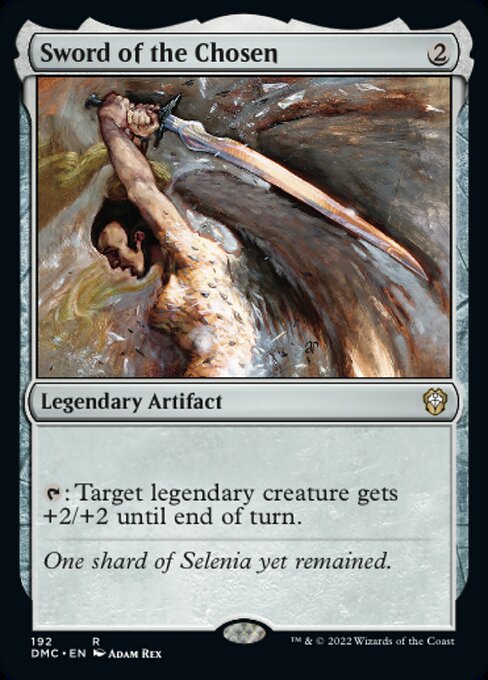 Sword of the Chosen 2
Legendary Artifact
: Target legendary creature gets
+2/+2 until end of turn.
One shard of Selenia yet remained.
192 R
DMC • EN Adam Rex
™ & © 2022 Wizards of the Coast